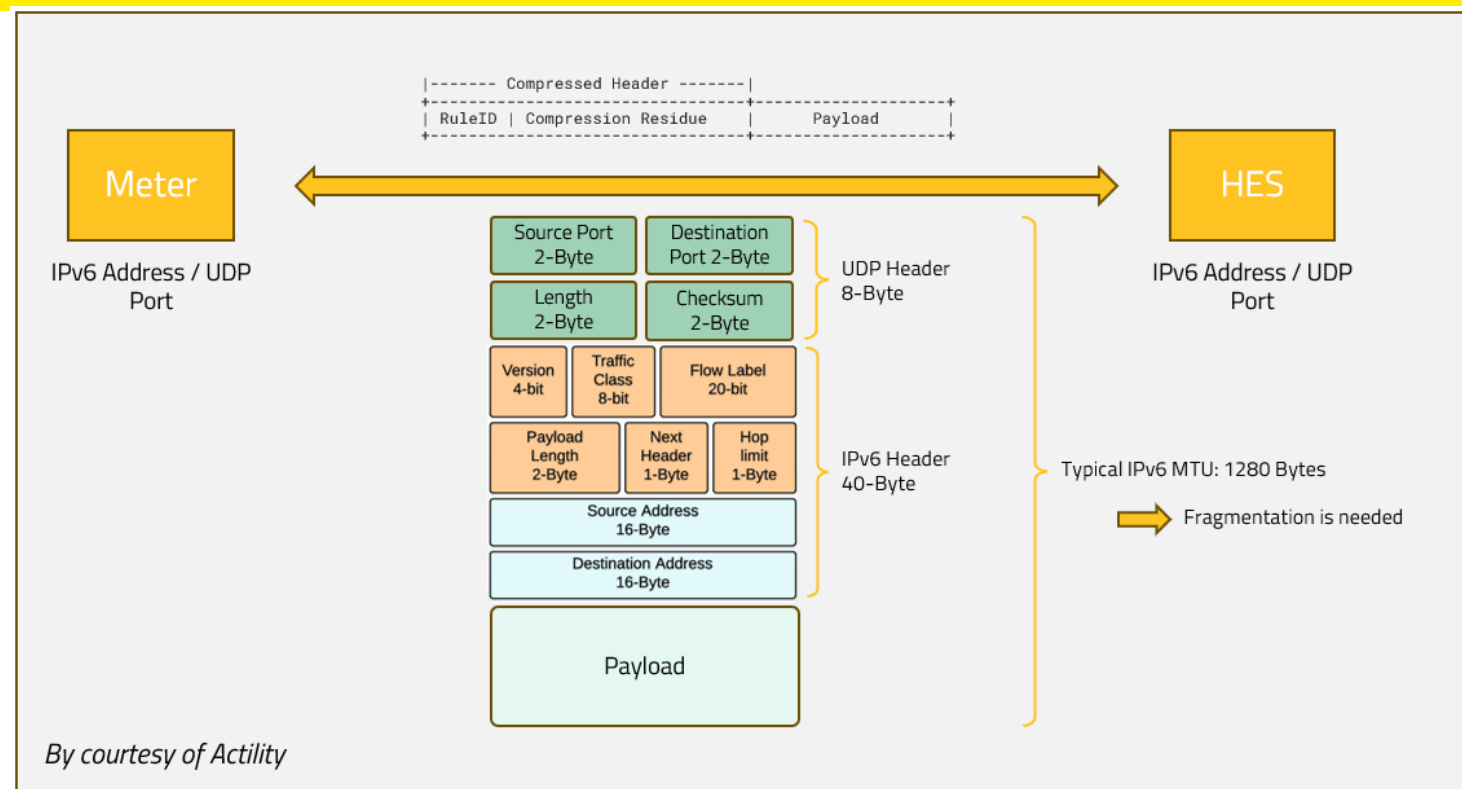 |------- Compressed Header -------|
+---------------------------------+--------------------+
| RuleID | Compression Residue | Payload |
+---------------------------------+--------------------+
Meter
HES
IPv6 Address / UDP
Port
IPv6 Address / UDP
Port
Source Port
2-Byte
Destination
Port 2-Byte
Length
2-Byte
Checksum
2-Byte
UDP Header
8-Byte
Version
4-bit
Traffic
Class
8-bit
Flow Label
20-bit
Payload
Length
2-Byte
Next
Header
1-Byte
Hop
limit
1-Byte
Source Address
16-Byte
Destination Address
16-Byte
IPv6 Header
40-Byte
Typical IPv6 MTU: 1280 Bytes
Fragmentation is needed
Payload
By courtesy of Actility